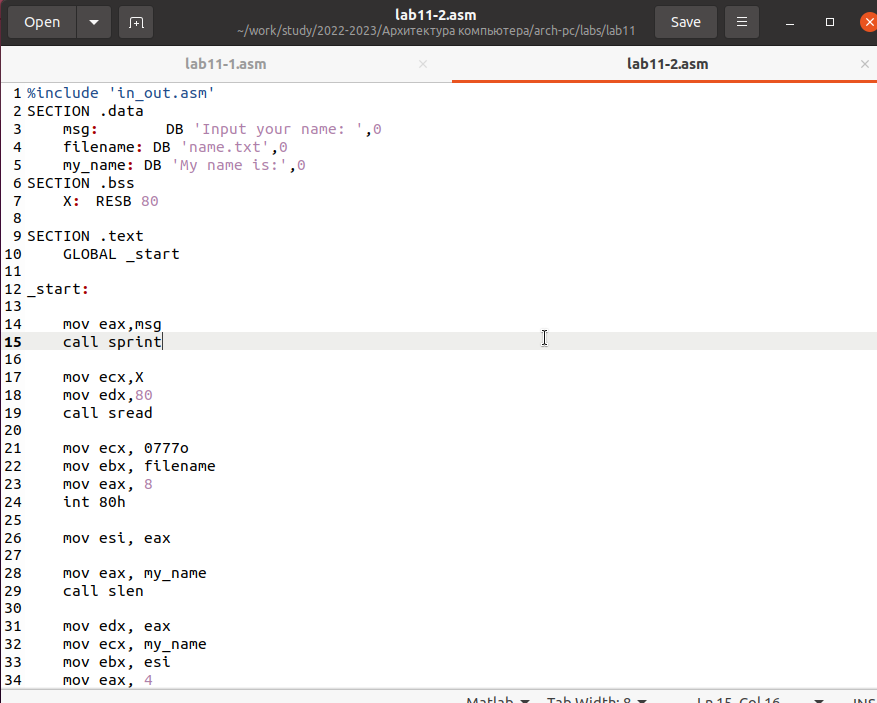 Open lab11-2.asm Save
~/work/study/2022-2023/Архитектура компьютера/arch-pc/labs/lab11
lab11-1.asm lab11-2.asm
1 %include 'in_out.asm'
2 SECTION .data
3     msg:        DB 'Input your name: ',0
4     filename: DB 'name.txt',0
5     my_name: DB 'My name is:',0
6 SECTION .bss
7     X:  RESB 80
8
9 SECTION .text
10     GLOBAL _start
11
12 _start:
13
14     mov eax,msg
15     call sprint
16
17     mov ecx,X
18     mov edx,80
19     call sread
20
21     mov ecx, 0777o
22     mov ebx, filename
23     mov eax, 8
24     int 80h
25
26     mov esi, eax
27
28     mov eax, my_name
29     call slen
30
31     mov edx, eax
32     mov ecx, my_name
33     mov ebx, esi
34     mov eax, 4
Matlab Tab Width: 8 Ln 15, Col 16 INS